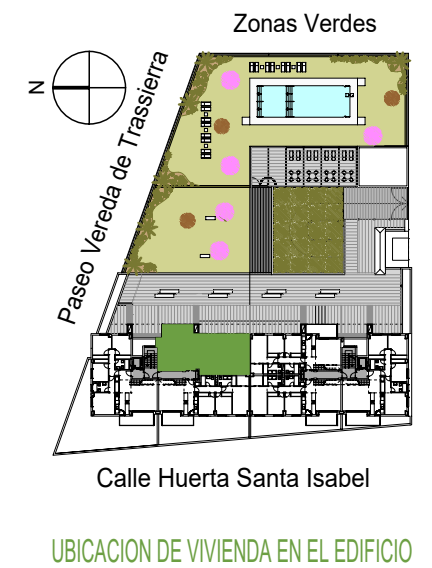 Zonas Verdes
N
Paseo Vereda de Trassierra
Calle Huerta Santa Isabel
UBICACION DE VIVIENDA EN EL EDIFICIO